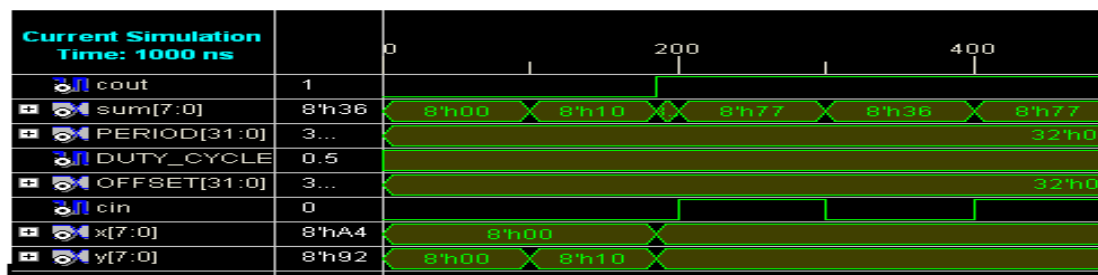 Current Simulation
Time: 1000 ns
0 200 400
cout 1
sum[7:0] 8'h36 8'h00 8'h10 8'h77 8'h36 8'h77
PERIOD[31:0] 3... 32'h0
DUTY_CYCLE 0.5
OFFSET[31:0] 3... 32'h0
cin 0
x[7:0] 8'hA4 8'h00
y[7:0] 8'h92 8'h00 8'h10